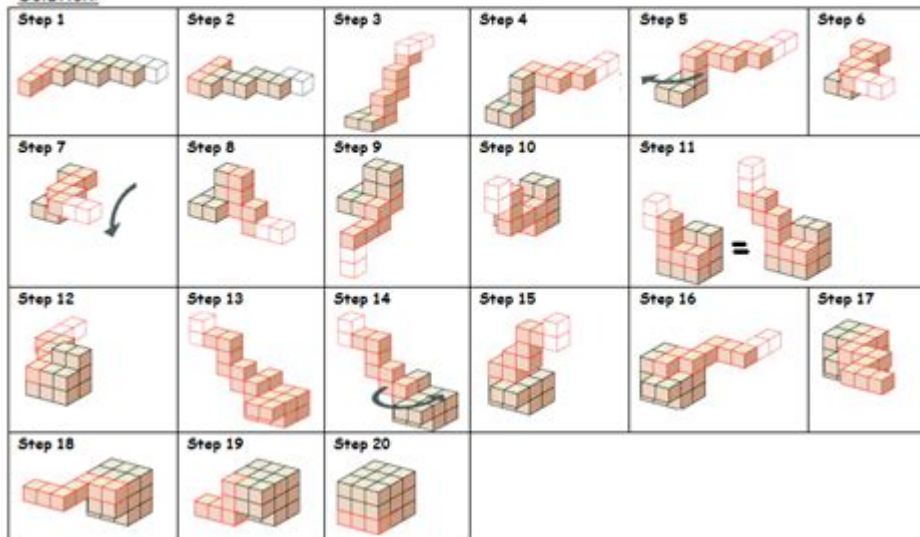 Step 1
Step 2
Step 3
Step 4
Step 5
Step 6
Step 7
Step 8
Step 9
Step 10
Step 11
=
Step 12
Step 13
Step 14
Step 15
Step 16
Step 17
Step 18
Step 19
Step 20